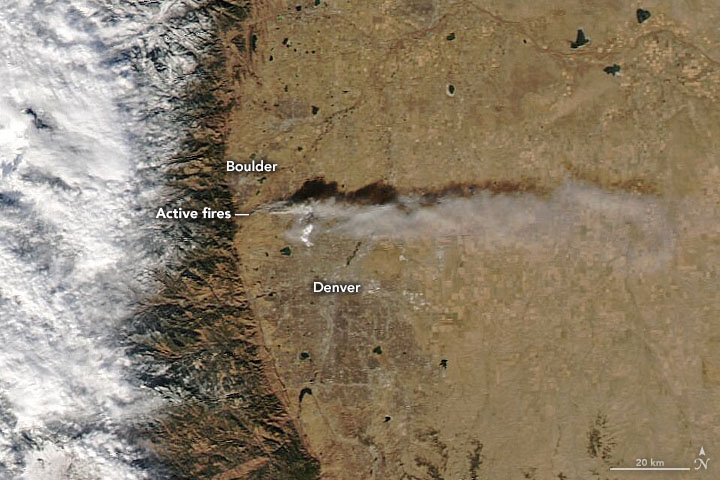 Boulder
Active fires
Denver
20 km
N